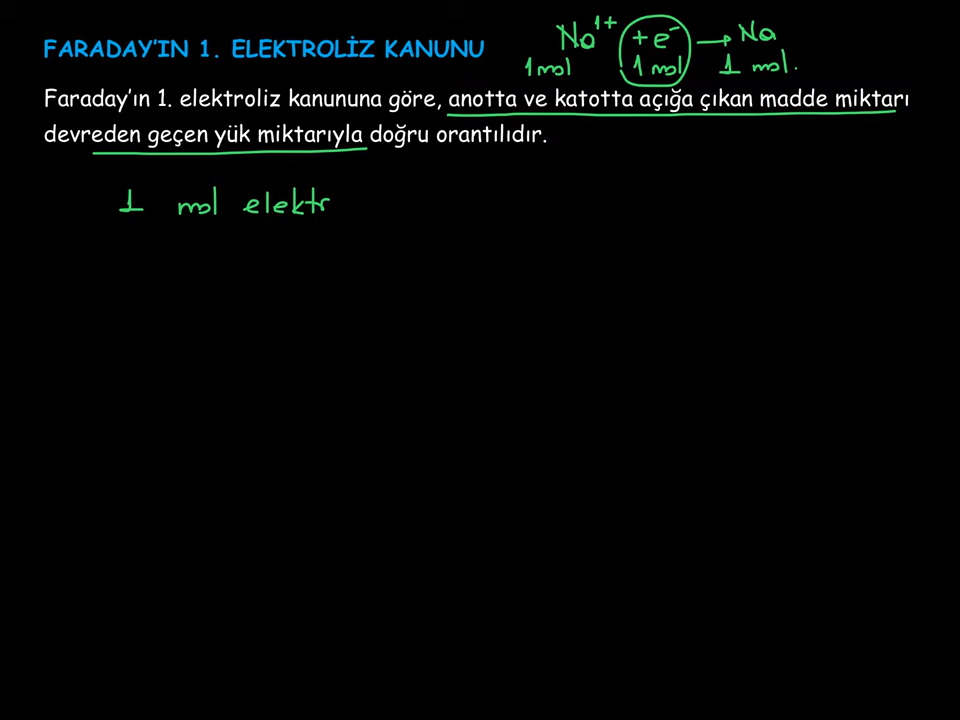 FARADAY'IN 1. ELEKTROLİZ KANUNU
Na¹⁺ + e⁻ → Na
1 mol 1 mol 1 mol.
Faraday'ın 1. elektroliz kanununa göre, anotta ve katotta açığa çıkan madde miktarı
devreden geçen yük miktarıyla doğru orantılıdır.
1 mol elektr